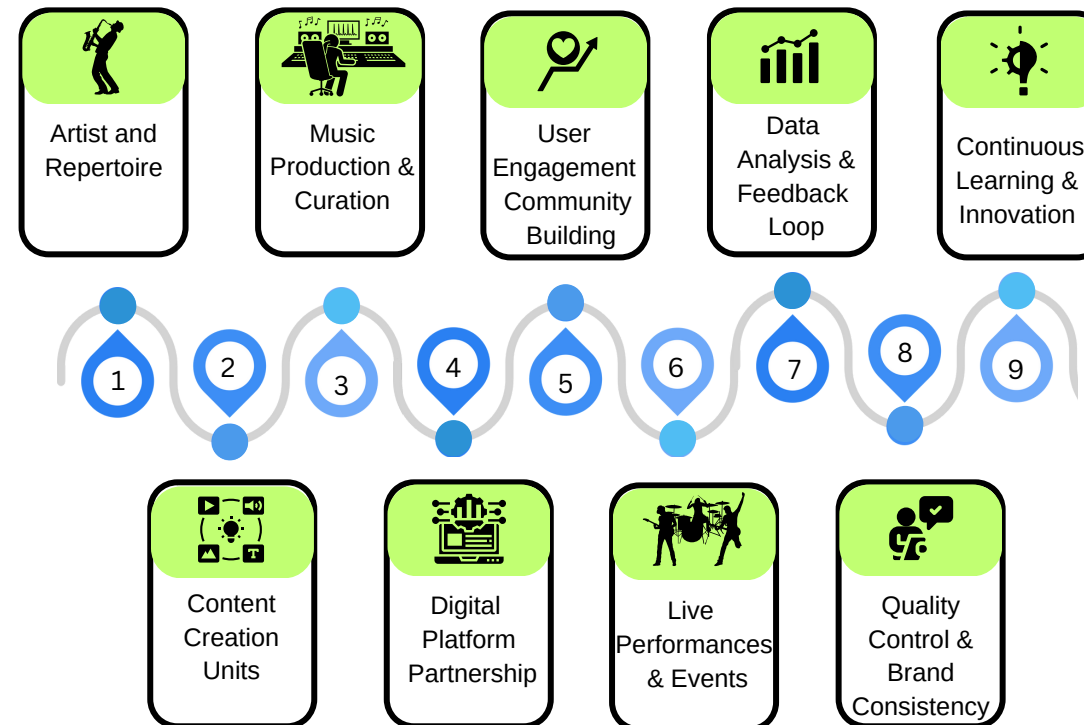 Artist and
Repertoire
Music
Production &
Curation
User
Engagement
Community
Building
Data
Analysis &
Feedback
Loop
Continuous
Learning &
Innovation
1
2
3
4
5
6
7
8
9
Content
Creation
Units
Digital
Platform
Partnership
Live
Performances
& Events
Quality
Control &
Brand
Consistency